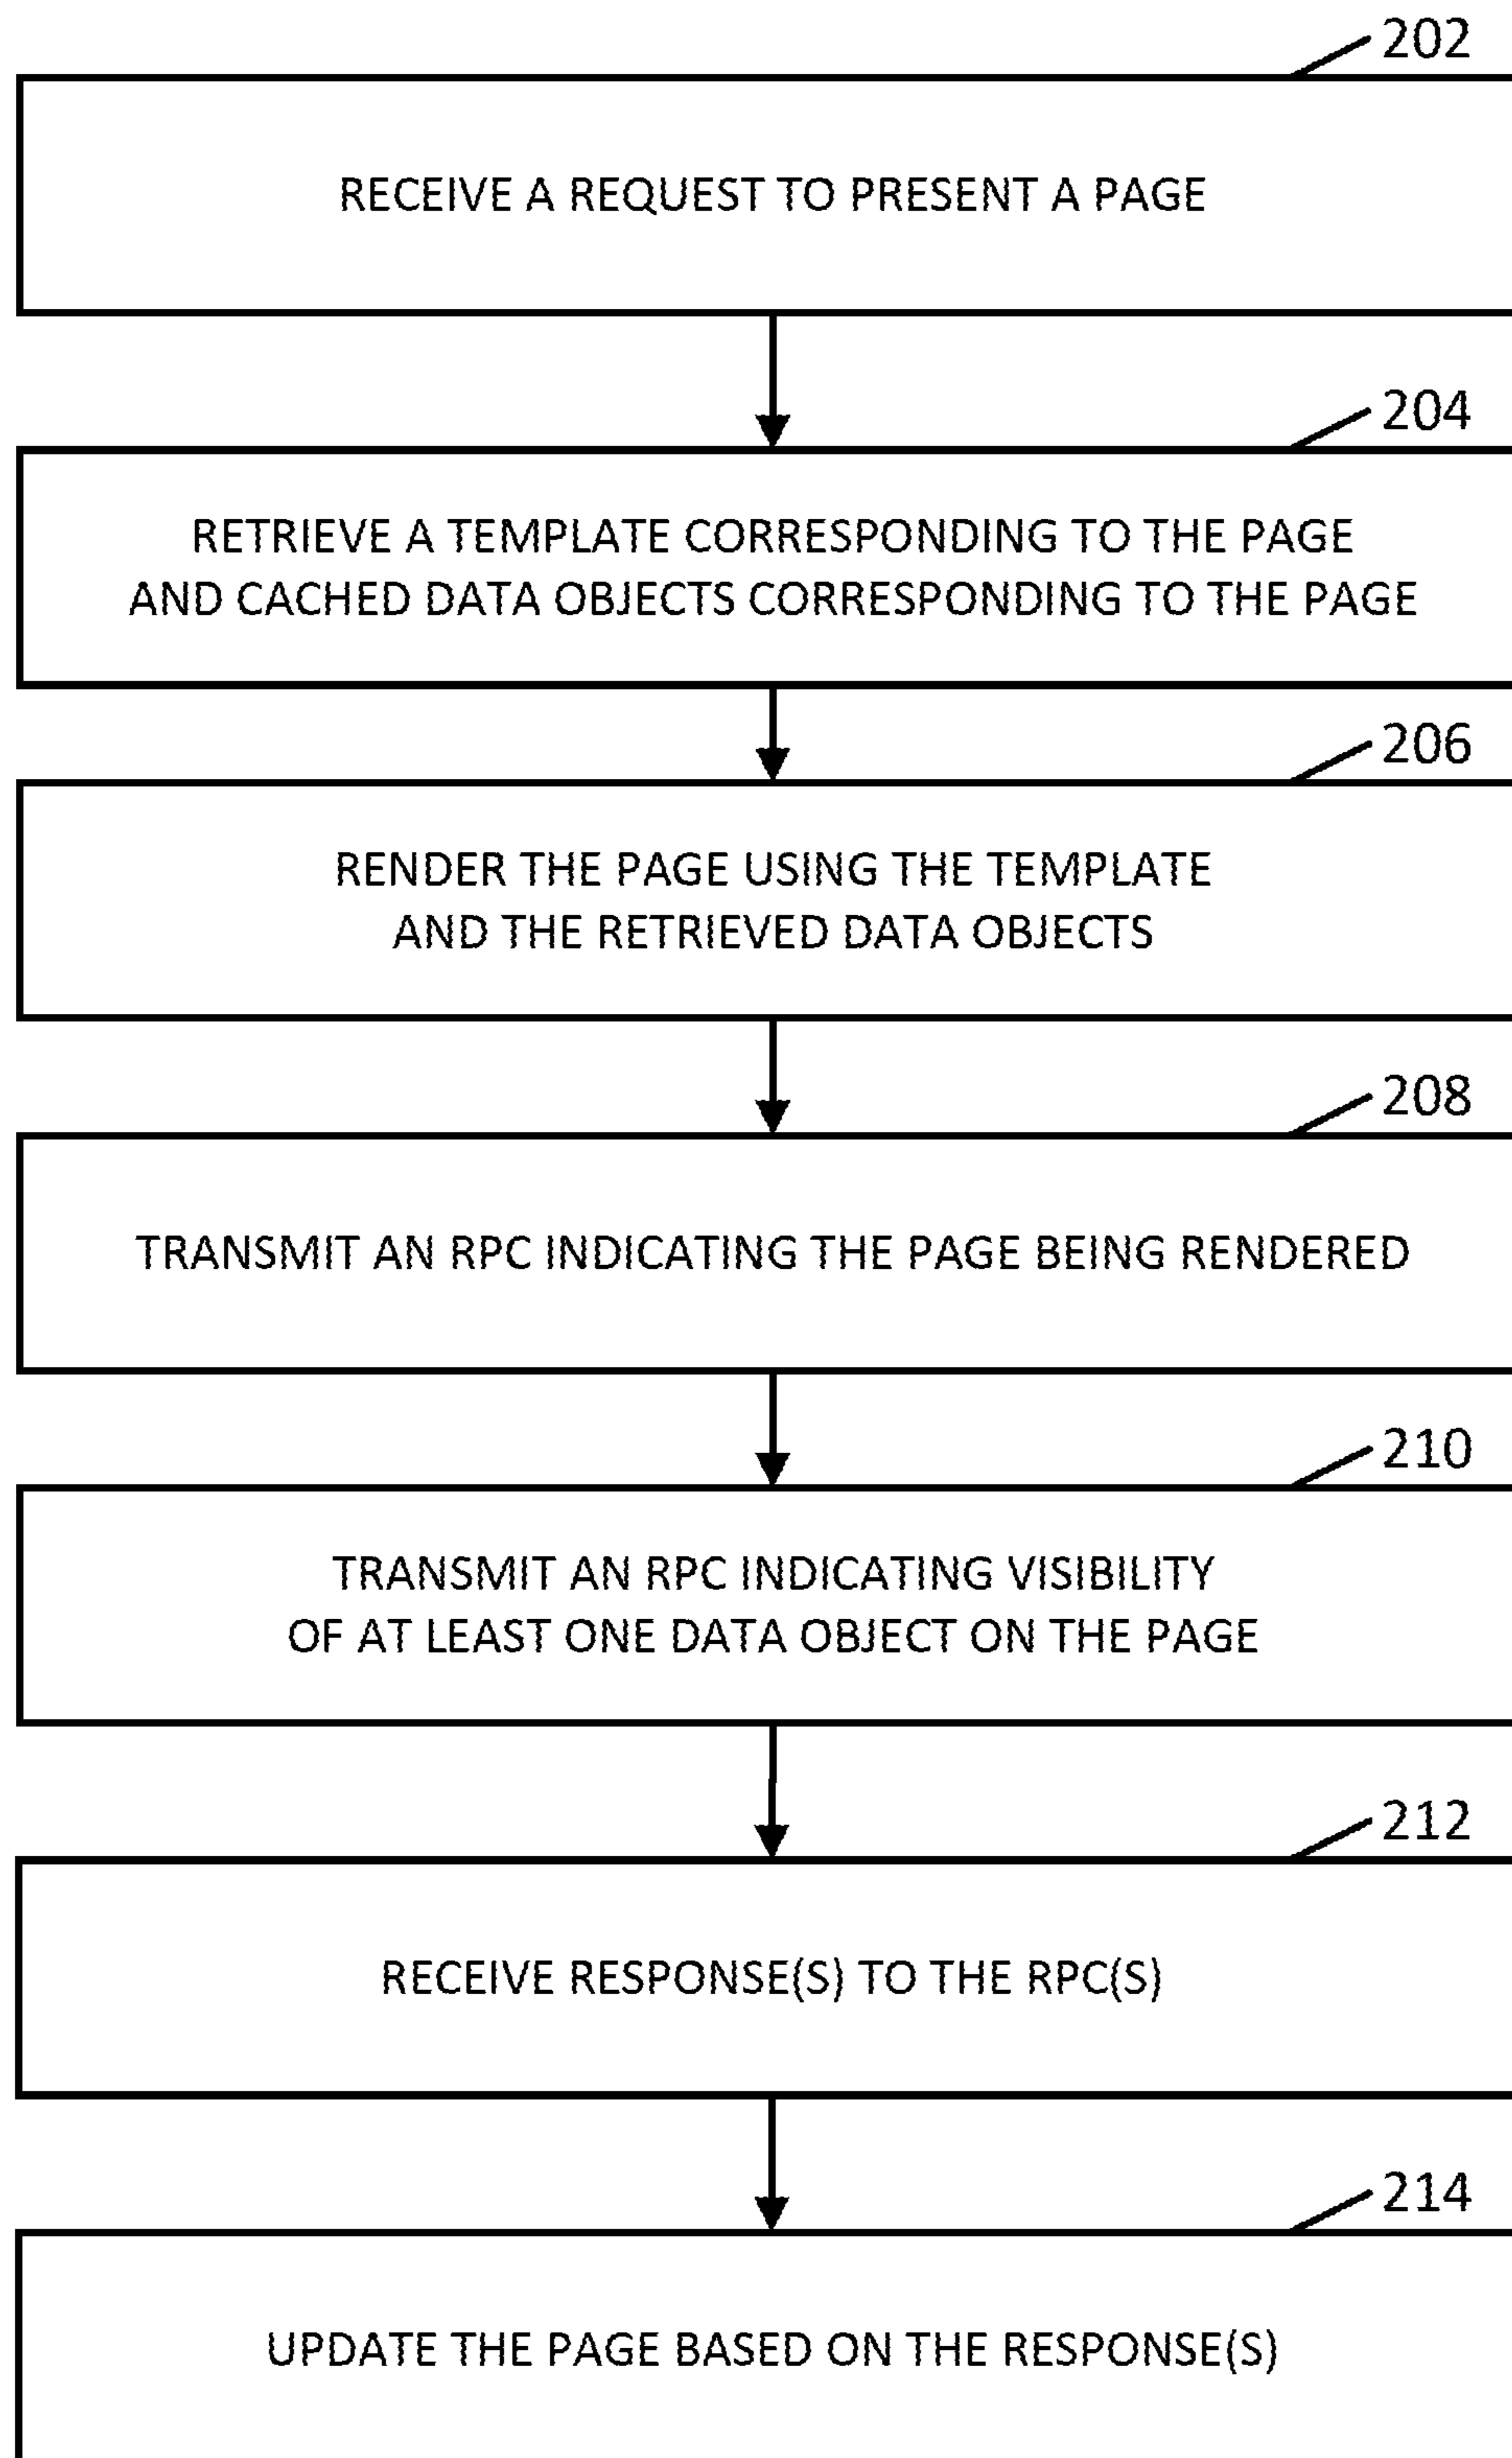 202
RECEIVE A REQUEST TO PRESENT A PAGE
204
RETRIEVE A TEMPLATE CORRESPONDING TO THE PAGE
AND CACHED DATA OBJECTS CORRESPONDING TO THE PAGE
206
RENDER THE PAGE USING THE TEMPLATE
AND THE RETRIEVED DATA OBJECTS
208
TRANSMIT AN RPC INDICATING THE PAGE BEING RENDERED
210
TRANSMIT AN RPC INDICATING VISIBILITY
OF AT LEAST ONE DATA OBJECT ON THE PAGE
212
RECEIVE RESPONSE(S) TO THE RPC(S)
214
UPDATE THE PAGE BASED ON THE RESPONSE(S)